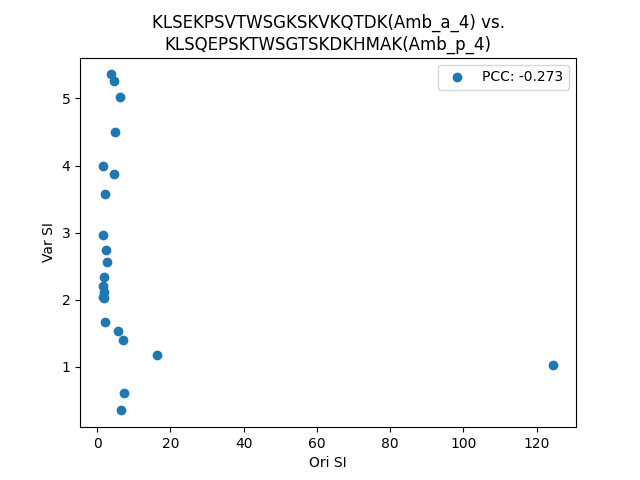 KLSEKPSVTWSGKSKVKQTDK(Amb_a_4) vs.
KLSQEPSKTWSGTSKDKHMAK(Amb_p_4)
PCC: -0.273
5
4
3
2
1
Var SI
0 20 40 60 80 100 120
Ori SI